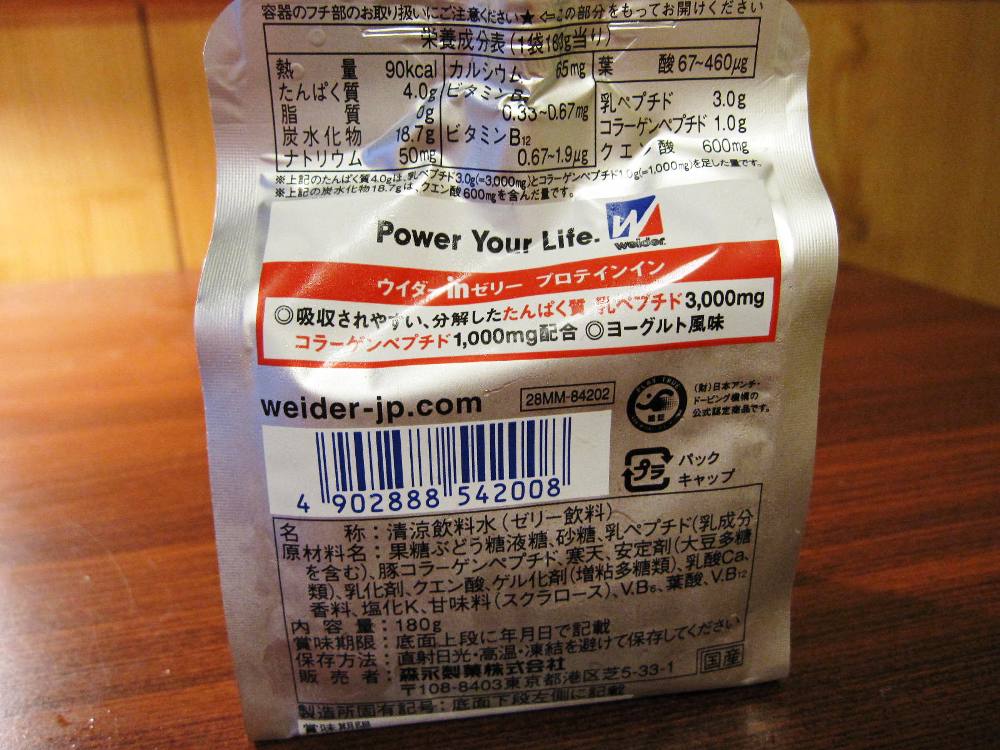 容器のフチ部のお取り扱いにご注意ください★ ⇐この部分をもってお開けください
栄養成分表(1袋180g当り)
熱量 90kcal カルシウム 65mg 葉酸 67~460μg
たんぱく質 4.0g ビタミンB₆ 0.33~0.67mg 乳ペプチド 3.0g
脂質 0g コラーゲンペプチド 1.0g
炭水化物 18.7g ビタミンB₁₂ 0.67~1.9μg クエン酸 600mg
ナトリウム 50mg
※上記のたんぱく質4.0gは、乳ペプチド3.0g(=3,000mg)とコラーゲンペプチド1.0g(=1,000mg)を足した量です。
※上記の炭水化物18.7gは、クエン酸600mgを含んだ量です。
Power Your Life. W weider
ウイダーinゼリー プロテインイン
◎吸収されやすい、分解したたんぱく質 乳ペプチド3,000mg
コラーゲンペプチド1,000mg配合 ◎ヨーグルト風味
weider-jp.com 28MM-84202
PLAY TRUE
(財)日本アンチ・
ドーピング機構の
公式認定商品です。
プラ パック
キャップ
4 902888 542008
名称:清涼飲料水(ゼリー飲料)
原材料名:果糖ぶどう糖液糖、砂糖、乳ペプチド(乳成分
を含む)、豚コラーゲンペプチド、寒天、安定剤(大豆多糖
類)、乳化剤、クエン酸、ゲル化剤(増粘多糖類)、乳酸Ca、
香料、塩化K、甘味料(スクラロース)、V.B₆、葉酸、V.B₁₂
内容量:180g
賞味期限:底面上段に年月日で記載
保存方法:直射日光・高温・凍結を避けて保存してください
販売者:森永製菓株式会社
〒108-8403東京都港区芝5-33-1 国産
製造所固有記号:底面下段左側に記載
賞味期限